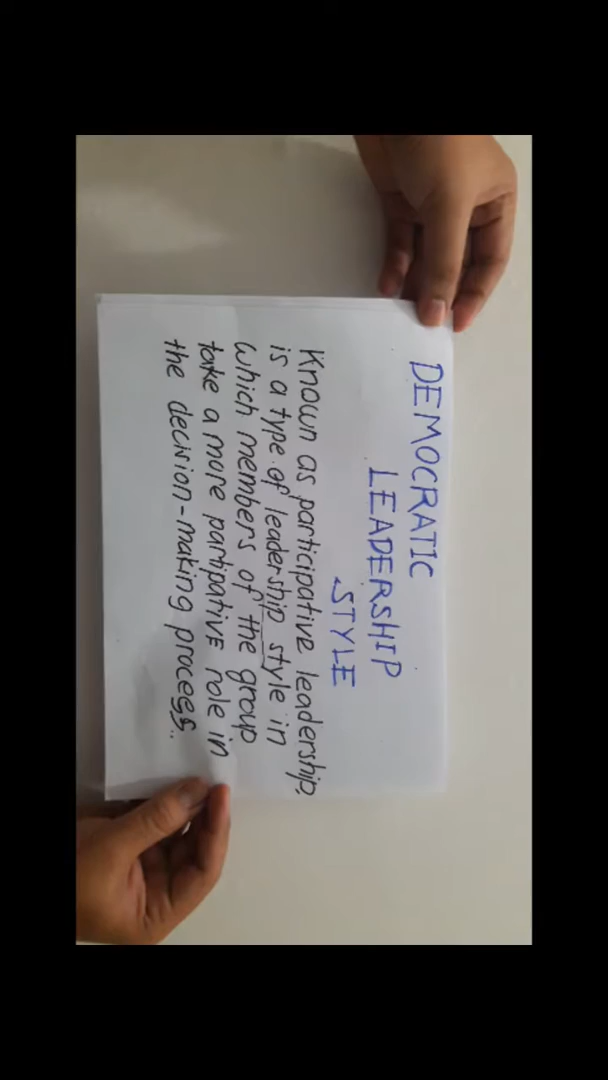 DEMOCRATIC
LEADERSHIP
STYLE
Known as participative leadership,
is a type of leadership style in
which members of the group
take a more partipative role in
the decision-making process..